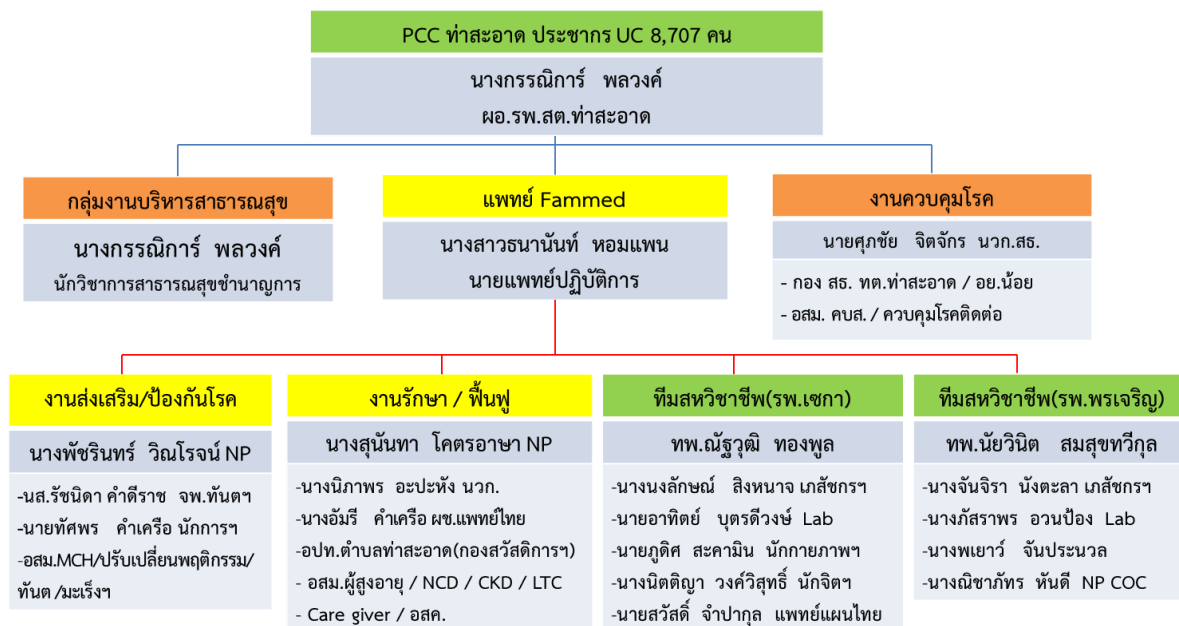 PCC ท่าสะอาด ประชากร UC 8,707 คน
นางกรรณิการ์ พลวงค์
ผอ.รพ.สต.ท่าสะอาด
กลุ่มงานบริหารสาธารณสุข
นางกรรณิการ์ พลวงค์
นักวิชาการสาธารณสุขชำนาญการ
แพทย์ Fammed
นางสาวธนานันท์ หอมแพน
นายแพทย์ปฏิบัติการ
งานควบคุมโรค
นายศุภชัย จิตจักร นวก.สธ.
- กอง สธ. ทต.ท่าสะอาด / อย.น้อย
- อสม. คบส. / ควบคุมโรคติดต่อ
งานส่งเสริม/ป้องกันโรค
นางพัชรินทร์ วิณโรจน์ NP
-นส.รัชนิดา คำดีราช จพ.ทันตฯ
-นายทัศพร คำเครือ นักการฯ
-อสม.MCH/ปรับเปลี่ยนพฤติกรรม/
ทันต /มะเร็งฯ
งานรักษา / ฟื้นฟู
นางสุนันทา โคตรอาษา NP
-นางนิภาพร อะปะหัง นวก.
-นางอัมรี คำเครือ ผช.แพทย์ไทย
-อปท.ตำบลท่าสะอาด(กองสวัสดิการฯ)
- อสม.ผู้สูงอายุ / NCD / CKD / LTC
- Care giver / อสค.
ทีมสหวิชาชีพ(รพ.เซกา)
ทพ.ณัฐวุฒิ ทองพูล
-นางนงลักษณ์ สิงหนาจ เภสัชกรฯ
-นายอาทิตย์ บุตรดีวงษ์ Lab
-นายภูดิศ สะคามิน นักกายภาพฯ
-นางนิตติญา วงค์วิสุทธิ์ นักจิตฯ
-นายสวัสดิ์ จำปากุล แพทย์แผนไทย
ทีมสหวิชาชีพ(รพ.พรเจริญ)
ทพ.นัยวินิต สมสุขทวีกุล
-นางจันจิรา นังตะลา เภสัชกรฯ
-นางภัสราพร อวนป้อง Lab
-นางพเยาว์ จันประนวล
-นางณิชาภัทร หันดี NP COC